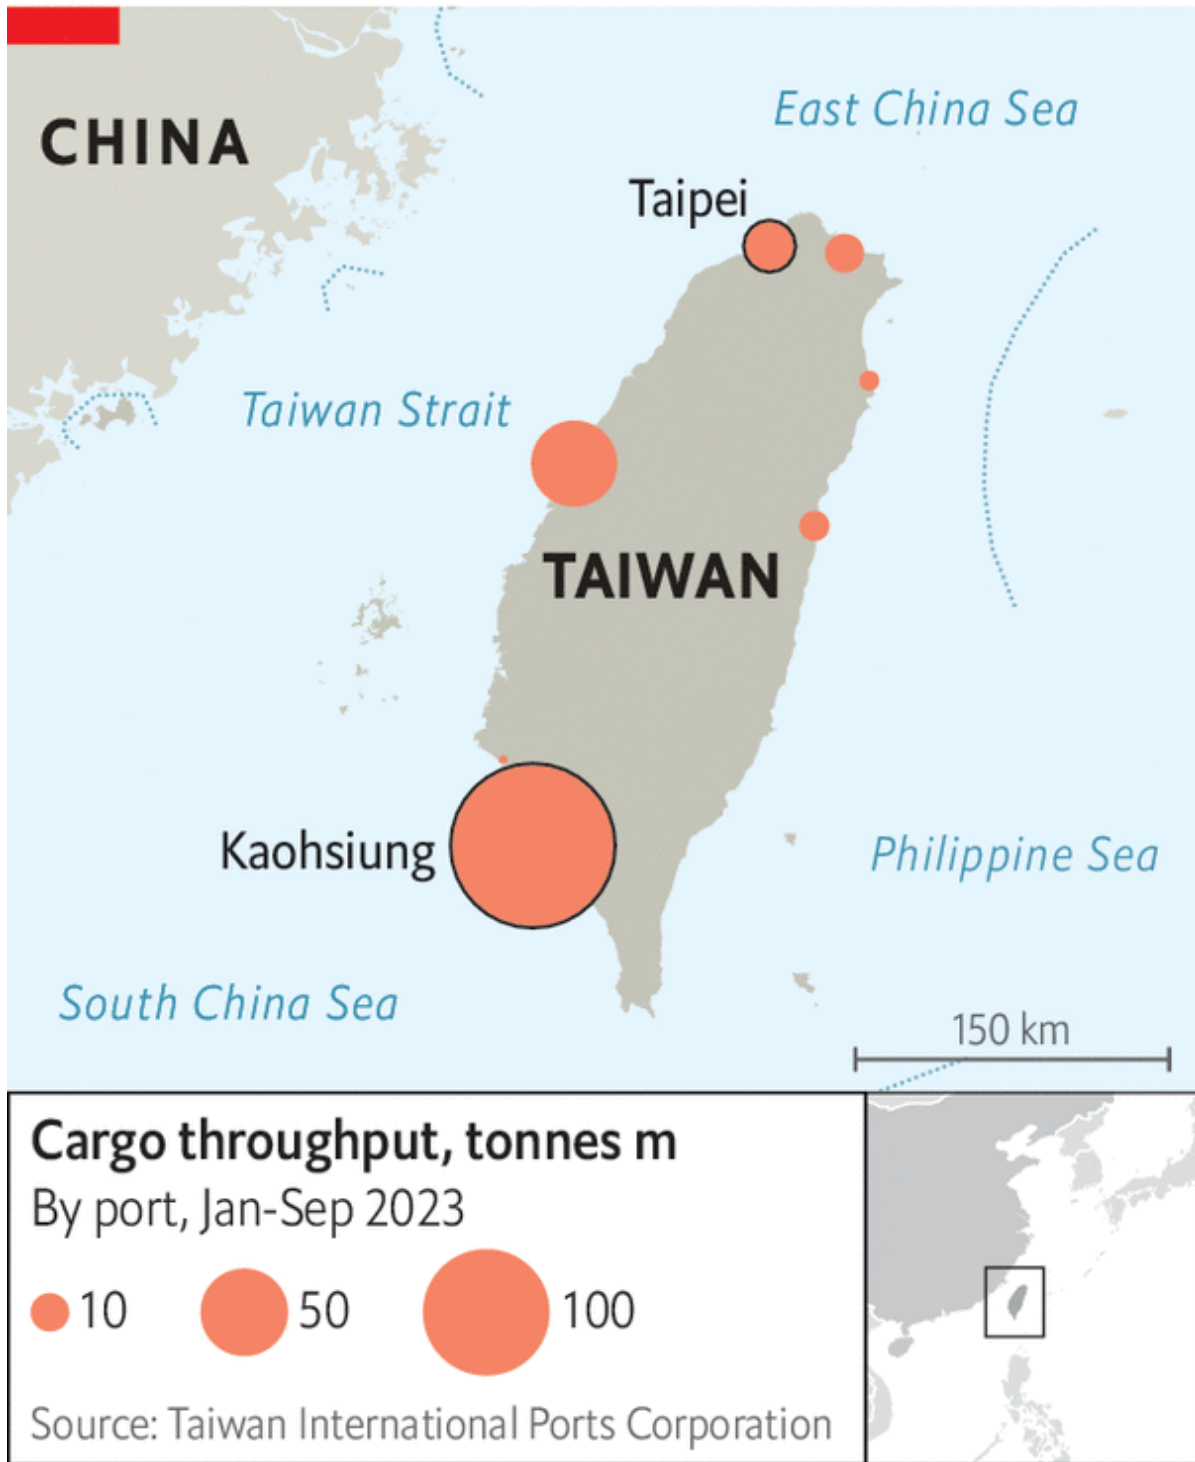 CHINA
East China Sea
Taipei
Taiwan Strait
TAIWAN
Kaohsiung
Philippine Sea
South China Sea
150 km
Cargo throughput, tonnes m
By port, Jan-Sep 2023
10 50 100
Source: Taiwan International Ports Corporation